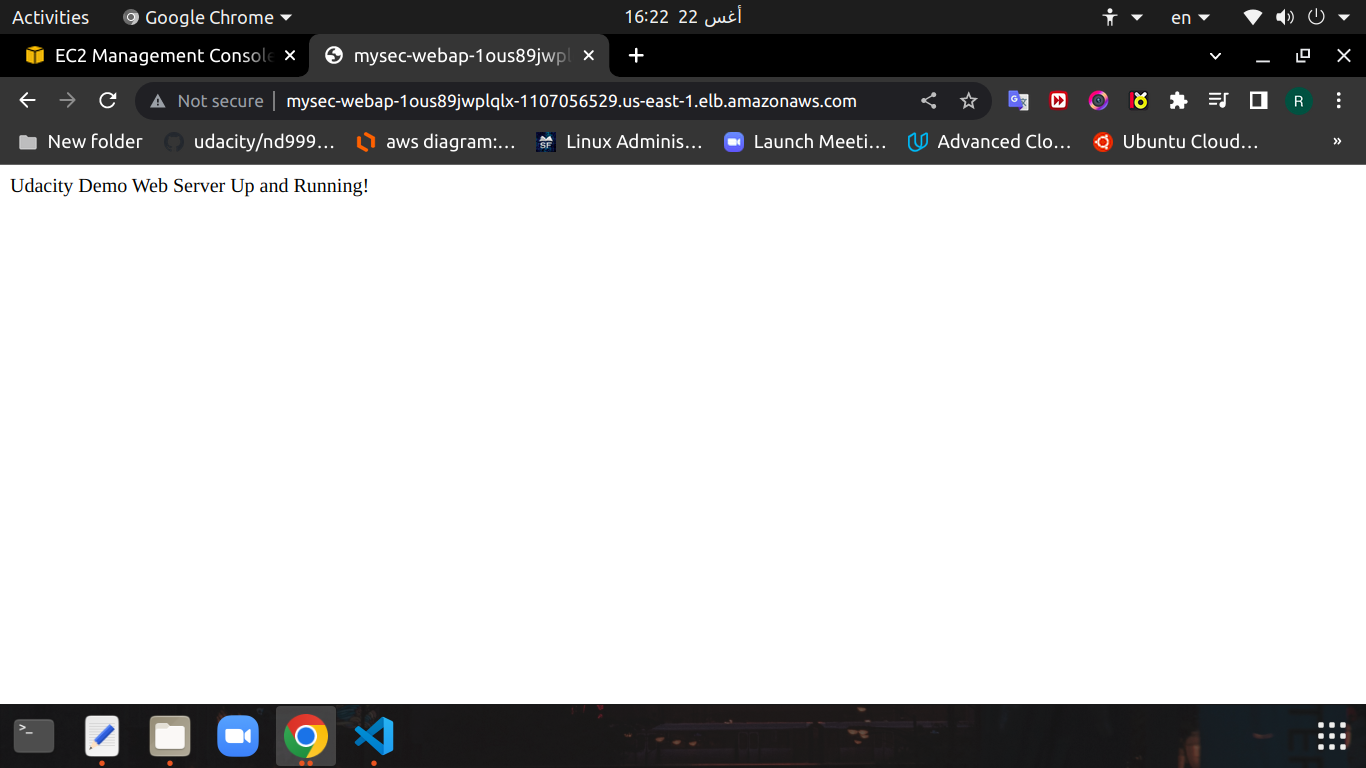 Activities Google Chrome 16:22 22 أغس en
EC2 Management Console mysec-webap-1ous89jwpl
Not secure mysec-webap-1ous89jwplqlx-1107056529.us-east-1.elb.amazonaws.com R
New folder udacity/nd999… aws diagram:… SF Linux Adminis… Launch Meeti… Advanced Clo… Ubuntu Cloud… »
Udacity Demo Web Server Up and Running!
>_